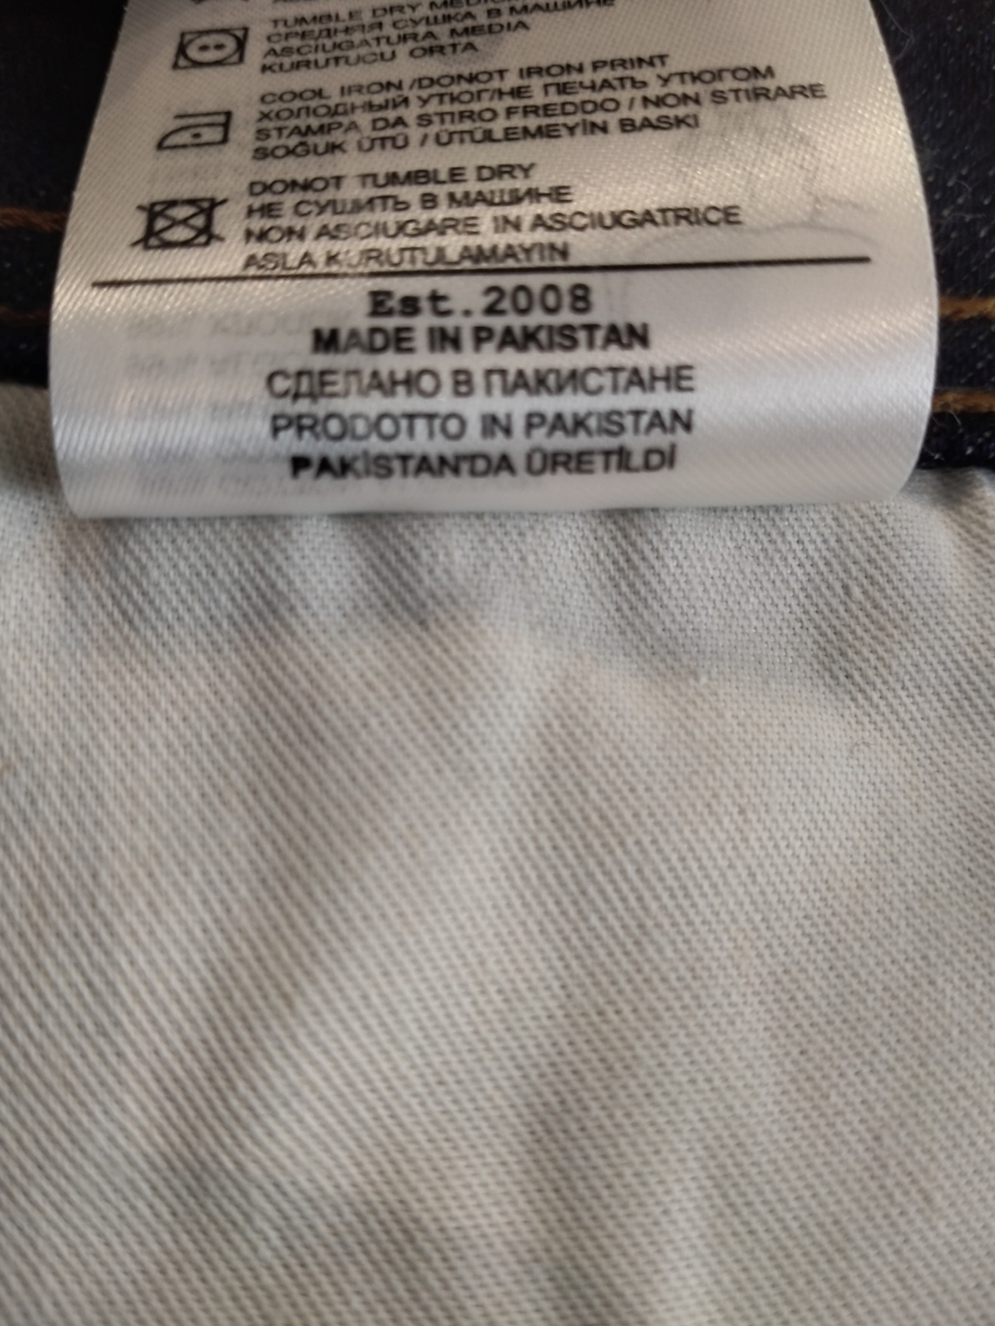 TUMBLE DRY
СРЕДНЯЯ СУШКА В МАШИНЕ
ASCIUGATURA MEDIA
KURUTUCU ORTA
COOL IRON /DONOT IRON PRINT
ХОЛОДНЫЙ УТЮГ/НЕ ПЕЧАТЬ УТЮГОМ
STAMPA DA STIRO FREDDO / NON STIRARE
SOĞUK ÜTÜ / ÜTÜLEMEYİN BASKI
DONOT TUMBLE DRY
НЕ СУШИТЬ В МАШИНЕ
NON ASCIUGARE IN ASCIUGATRICE
ASLA KURUTULAMAYIN
Est.2008
MADE IN PAKISTAN
СДЕЛАНО В ПАКИСТАНЕ
PRODOTTO IN PAKISTAN
PAKİSTAN'DA ÜRETİLDİ